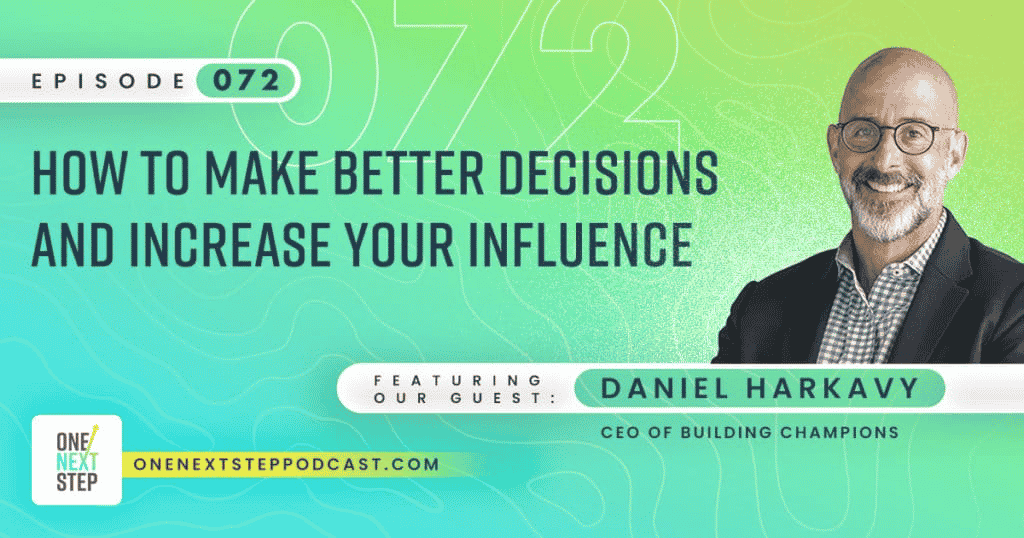 072
EPISODE 072
HOW TO MAKE BETTER DECISIONS
AND INCREASE YOUR INFLUENCE
FEATURING
OUR GUEST:
DANIEL HARKAVY
CEO OF BUILDING CHAMPIONS
ONE
NEXT
STEP
ONENEXTSTEPPODCAST.COM